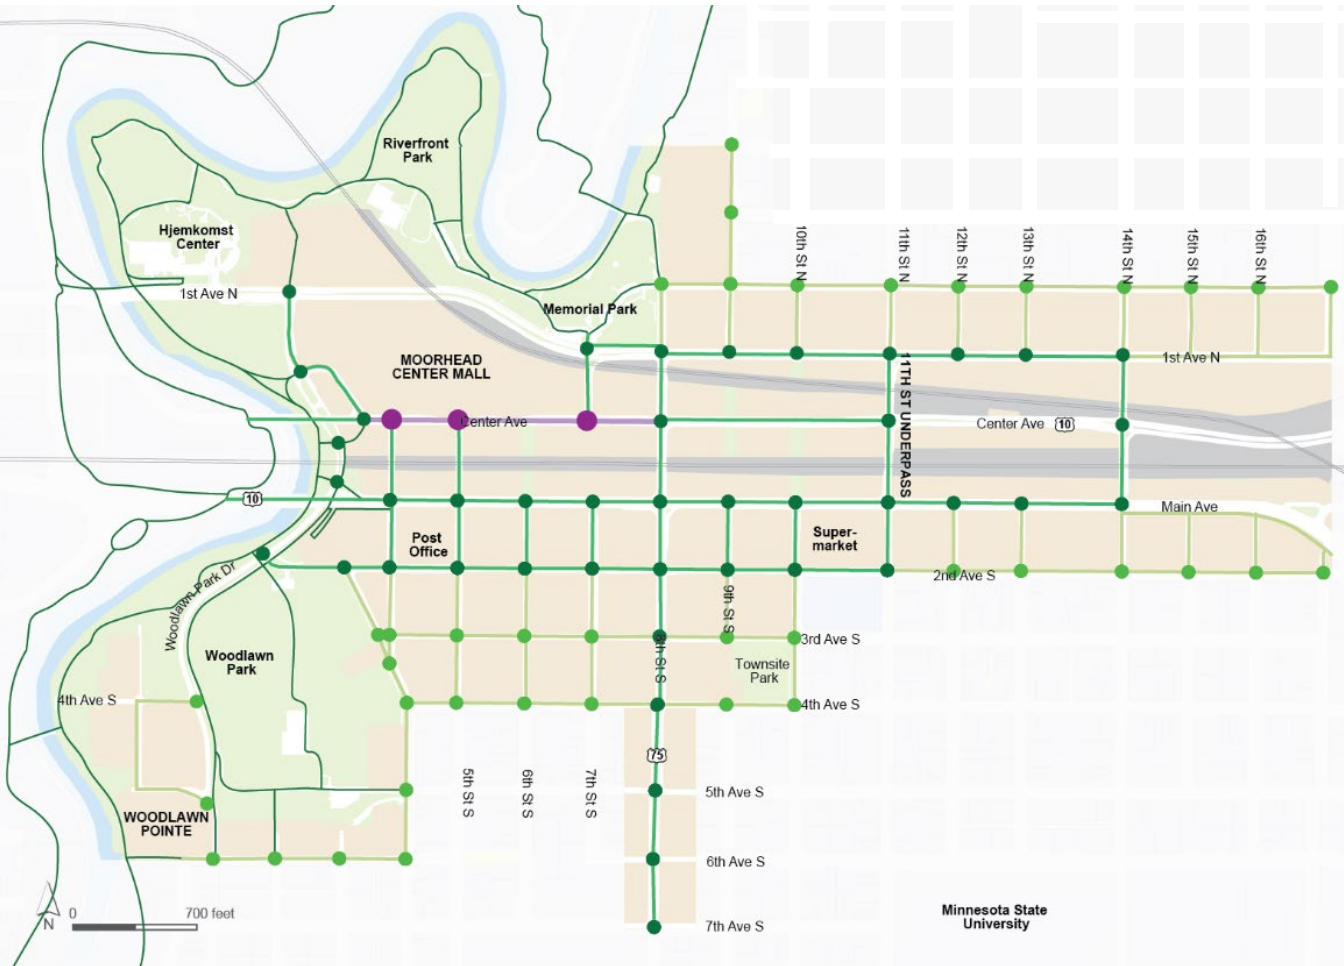 Riverfront
Park
Hjemkomst
Center
10th St N
11th St N
12th St N
13th St N
14th St N
15th St N
16th St N
1st Ave N
Memorial Park
MOORHEAD
CENTER MALL
11TH ST UNDERPASS
1st Ave N
Center Ave
Center Ave
10
10
Main Ave
Post
Office
Super-
market
2nd Ave S
Woodlawn Park Dr
9th St S
8th St S
3rd Ave S
Woodlawn
Park
Townsite
Park
4th Ave S
4th Ave S
75
5th St S
6th St S
7th St S
5th Ave S
WOODLAWN
POINTE
6th Ave S
N
0
700 feet
Minnesota State
University
7th Ave S